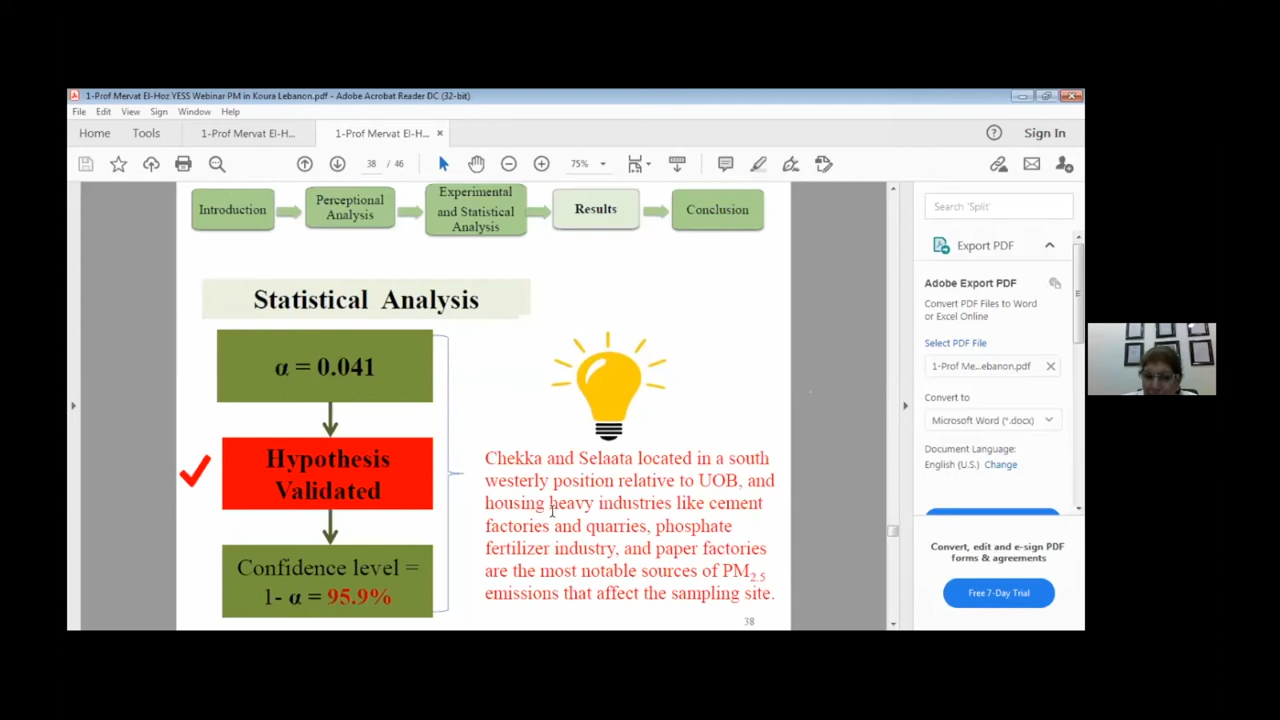 1-Prof Mervat El-Hoz YESS Webinar PM in Koura Lebanon.pdf - Adobe Acrobat Reader DC (32-bit)
File Edit View Sign Window Help
Home Tools 1-Prof Mervat El-H... 1-Prof Mervat El-H... ×
Sign In
38 / 46 75%
Introduction
Perceptional
Analysis
Experimental
and Statistical
Analysis
Results
Conclusion
Statistical Analysis
α = 0.041
Hypothesis
Validated
Confidence level =
1- α = 95.9%
Chekka and Selaata located in a south
westerly position relative to UOB, and
housing heavy industries like cement
factories and quarries, phosphate
fertilizer industry, and paper factories
are the most notable sources of PM2.5
emissions that affect the sampling site.
38
Search 'Split'
Export PDF
Adobe Export PDF
Convert PDF Files to Word
or Excel Online
Select PDF File
1-Prof Me...ebanon.pdf ×
Convert to
Microsoft Word (*.docx)
Document Language:
English (U.S.) Change
Convert, edit and e-sign PDF
forms & agreements
Free 7-Day Trial